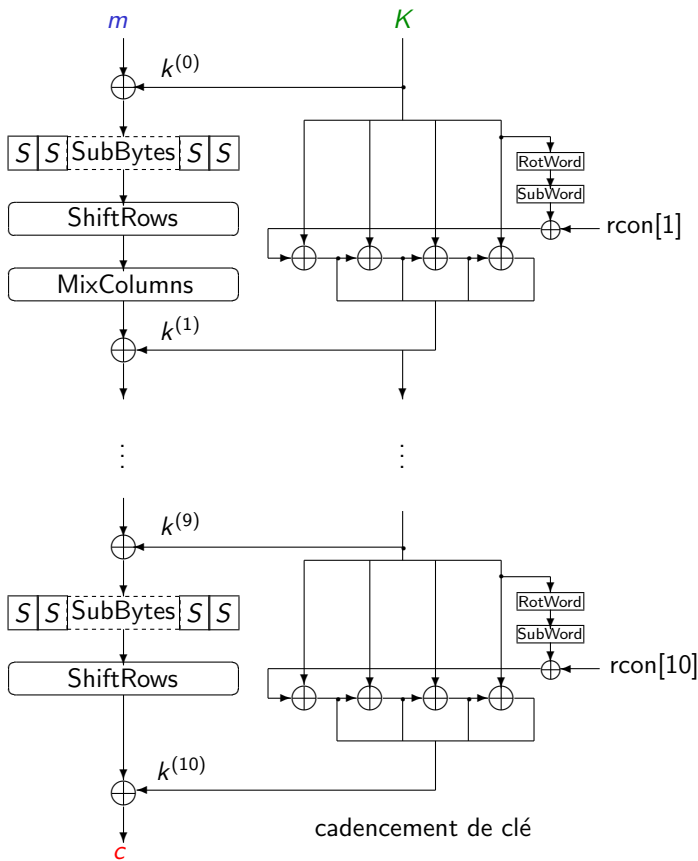 m K
k(0)
S S SubBytes S S
RotWord
SubWord
ShiftRows
rcon[1]
MixColumns
k(1)
⋮ ⋮
k(9)
S S SubBytes S S
RotWord
SubWord
ShiftRows
rcon[10]
k(10)
cadencement de clé
c